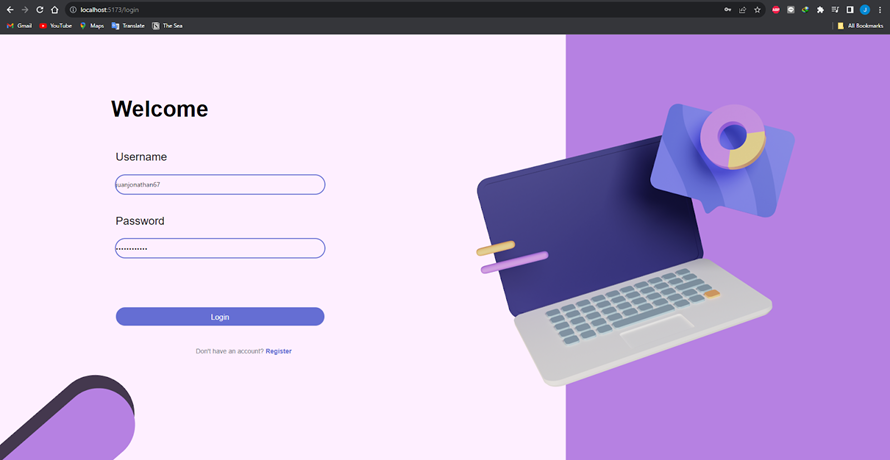 localhost:5173/login
Gmail YouTube Maps Translate The Sea All Bookmarks
Welcome
Username
juanjonathan67
Password
Login
Don't have an account? Register